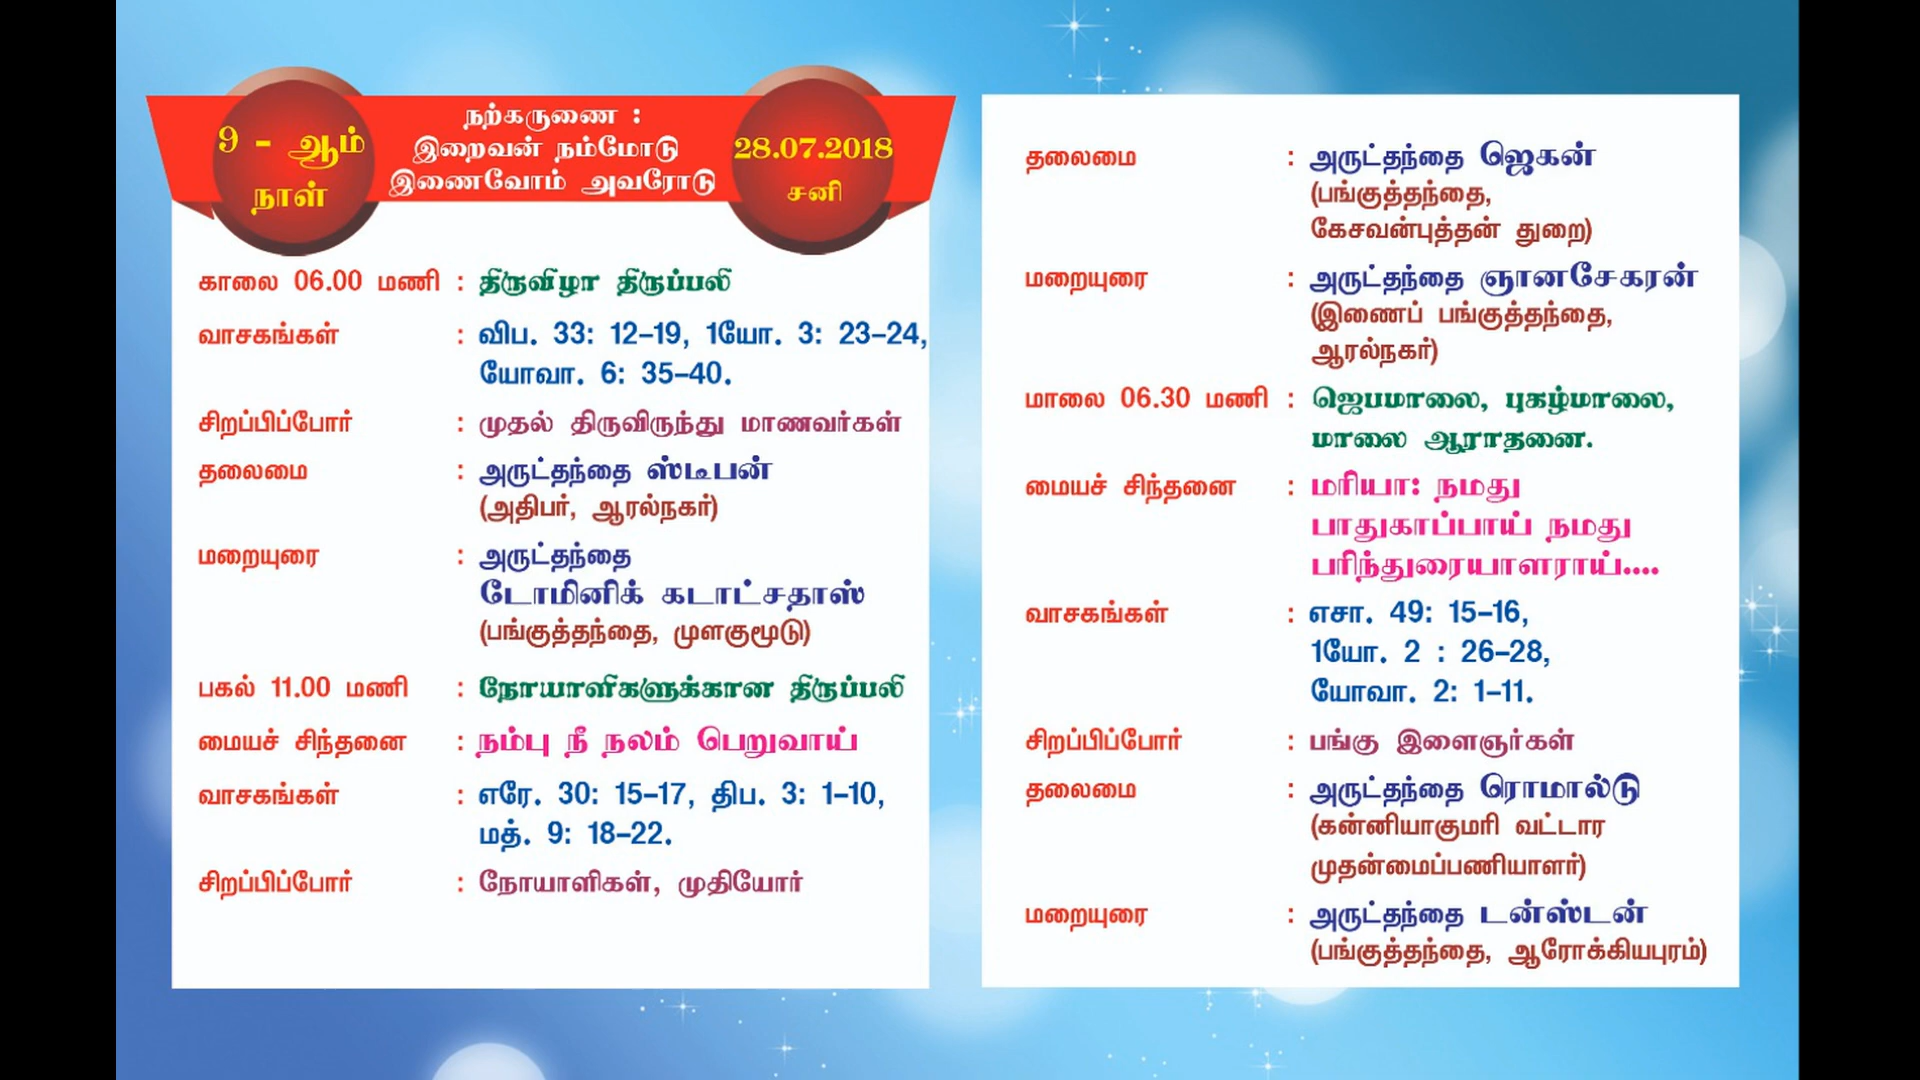 9 - ஆம்
நாள்
நற்கருணை :
இறைவன் நம்மோடு
இணைவோம் அவரோடு
28.07.2018
சனி
காலை 06.00 மணி : திருவிழா திருப்பலி
வாசகங்கள் : விப. 33: 12-19, 1யோ. 3: 23-24,
யோவா. 6: 35-40.
சிறப்பிப்போர் : முதல் திருவிருந்து மாணவர்கள்
தலைமை : அருட்தந்தை ஸ்டீபன்
(அதிபர், ஆரல்நகர்)
மறையுரை : அருட்தந்தை
டோமினிக் கடாட்சதாஸ்
(பங்குத்தந்தை, முளகுமூடு)
பகல் 11.00 மணி : நோயாளிகளுக்கான திருப்பலி
மையச் சிந்தனை : நம்பு நீ நலம் பெறுவாய்
வாசகங்கள் : எரே. 30: 15-17, திப. 3: 1-10,
மத். 9: 18-22.
சிறப்பிப்போர் : நோயாளிகள், முதியோர்
தலைமை : அருட்தந்தை ஜெகன்
(பங்குத்தந்தை,
கேசவன்புத்தன் துறை)
மறையுரை : அருட்தந்தை ஞானசேகரன்
(இணைப் பங்குத்தந்தை,
ஆரல்நகர்)
மாலை 06.30 மணி : ஜெபமாலை, புகழ்மாலை,
மாலை ஆராதனை.
மையச் சிந்தனை : மரியா: நமது
பாதுகாப்பாய் நமது
பரிந்துரையாளராய்....
வாசகங்கள் : எசா. 49: 15-16,
1யோ. 2 : 26-28,
யோவா. 2: 1-11.
சிறப்பிப்போர் : பங்கு இளைஞர்கள்
தலைமை : அருட்தந்தை ரொமால்டு
(கன்னியாகுமரி வட்டார
முதன்மைப்பணியாளர்)
மறையுரை : அருட்தந்தை டன்ஸ்டன்
(பங்குத்தந்தை, ஆரோக்கியபுரம்)